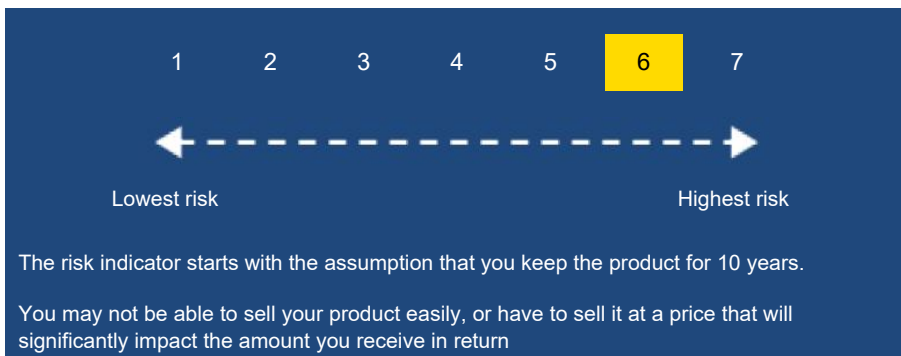 1 2 3 4 5 6 7
Lowest risk Highest risk
The risk indicator starts with the assumption that you keep the product for 10 years.
You may not be able to sell your product easily, or have to sell it at a price that will
significantly impact the amount you receive in return